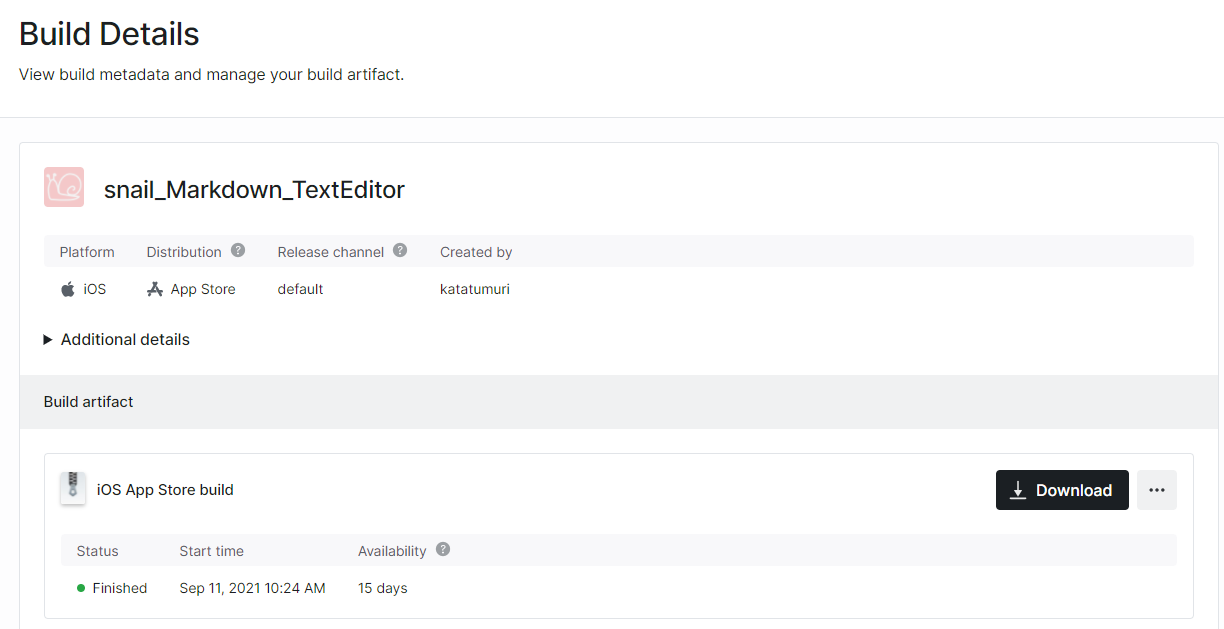 Build Details
View build metadata and manage your build artifact.
snail_Markdown_TextEditor
Platform Distribution ? Release channel ? Created by
iOS App Store default katatumuri
Additional details
Build artifact
iOS App Store build Download
Status Start time Availability ?
Finished Sep 11, 2021 10:24 AM 15 days